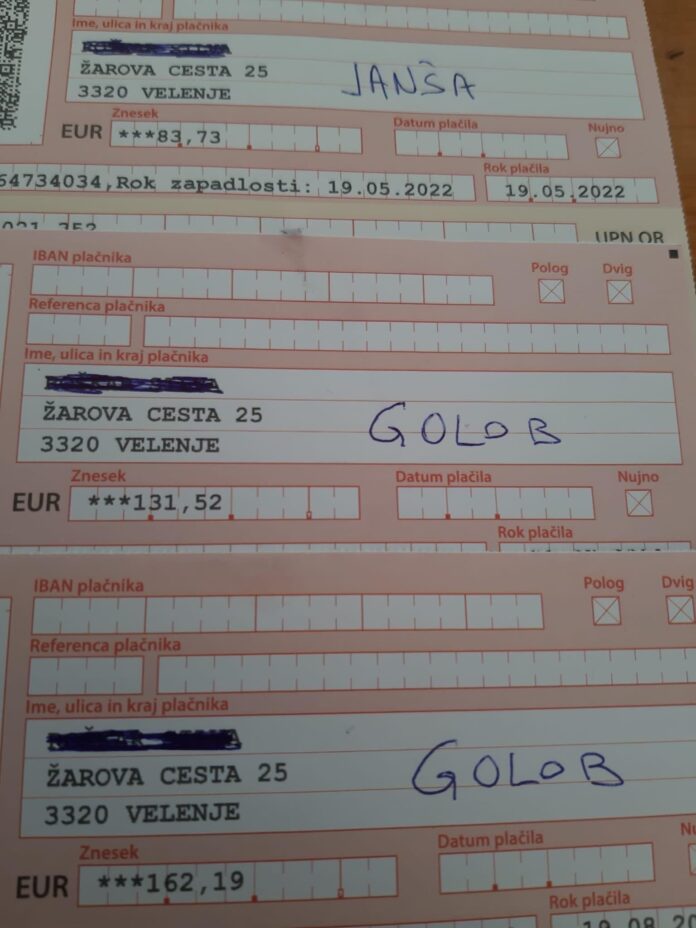 Ime, ulica in kraj plačnika
ŽAROVA CESTA 25
3320 VELENJE
JANŠA
Znesek
EUR ***83,73
Datum plačila
Nujno
64734034,Rok zapadlosti: 19.05.2022
Rok plačila
19.05.2022
UPN QR
IBAN plačnika
Polog
Dvig
Referenca plačnika
Ime, ulica in kraj plačnika
ŽAROVA CESTA 25
3320 VELENJE
GOLOB
Znesek
EUR ***131,52
Datum plačila
Nujno
Rok plačila
IBAN plačnika
Polog
Dvig
Referenca plačnika
Ime, ulica in kraj plačnika
ŽAROVA CESTA 25
3320 VELENJE
GOLOB
Znesek
EUR ***162,19
Datum plačila
Nu
Rok plačila
19.08.20